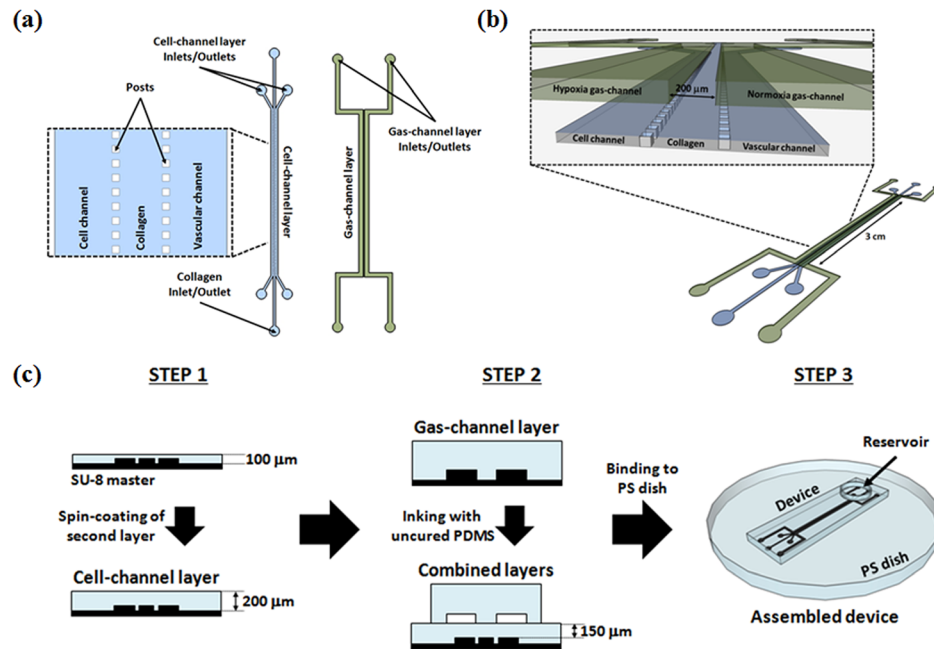 (a)
Cell-channel layer
Inlets/Outlets
Posts
Cell channel
Collagen
Vascular channel
Cell-channel layer
Gas-channel layer
Gas-channel layer
Inlets/Outlets
Collagen
Inlet/Outlet
(b)
Hypoxia gas-channel
200 μm
Normoxia gas-channel
Cell channel
Collagen
Vascular channel
3 cm
(c)
STEP 1
STEP 2
STEP 3
100 μm
SU-8 master
Spin-coating of
second layer
Cell-channel layer
200 μm
Gas-channel layer
Inking with
uncured PDMS
Combined layers
150 μm
Binding to
PS dish
Reservoir
Device
PS dish
Assembled device